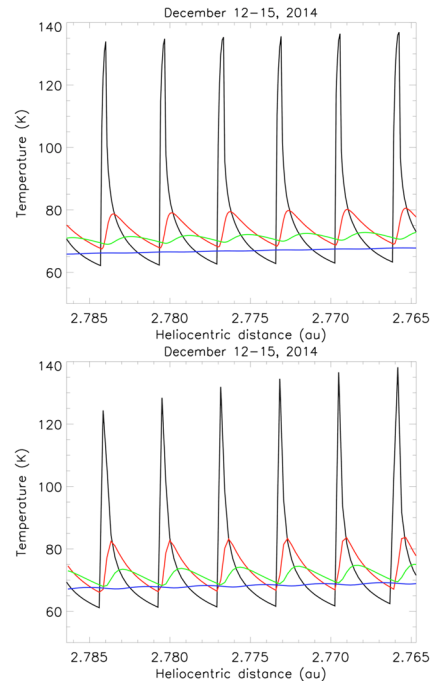 December 12-15, 2014
140
120
100
80
60
Temperature (K)
2.785 2.780 2.775 2.770 2.765
Heliocentric distance (au)
December 12-15, 2014
140
120
100
80
60
Temperature (K)
2.785 2.780 2.775 2.770 2.765
Heliocentric distance (au)